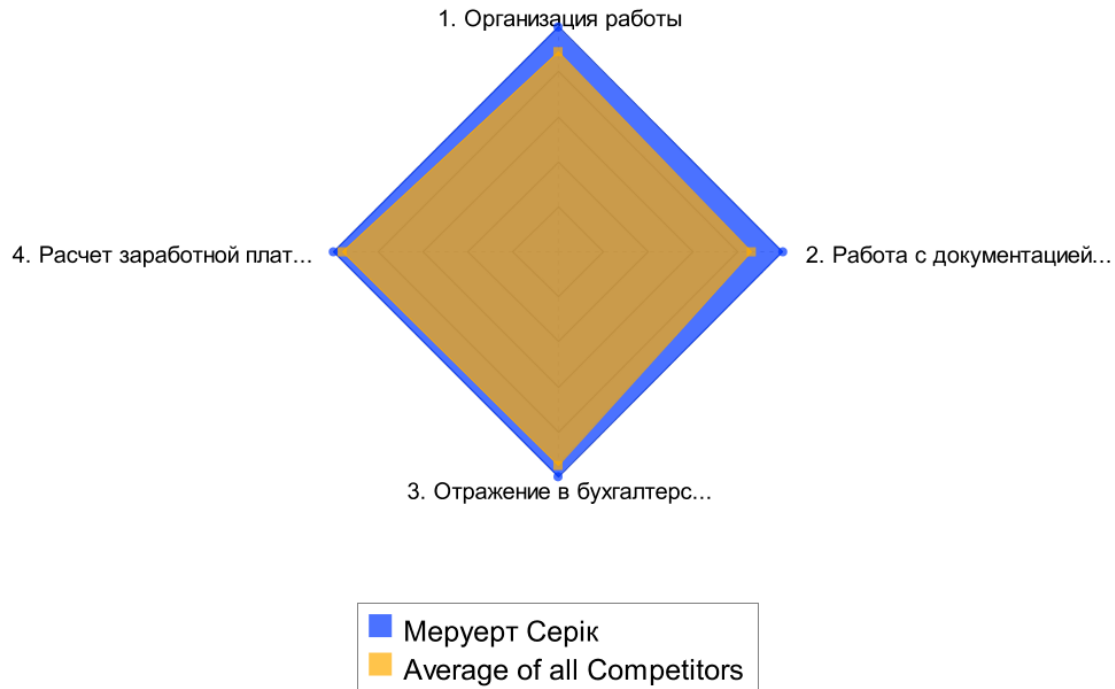 1. Организация работы
4. Расчет заработной плат...
2. Работа с документацией...
3. Отражение в бухгалтерс...
Меруерт Серік
Average of all Competitors